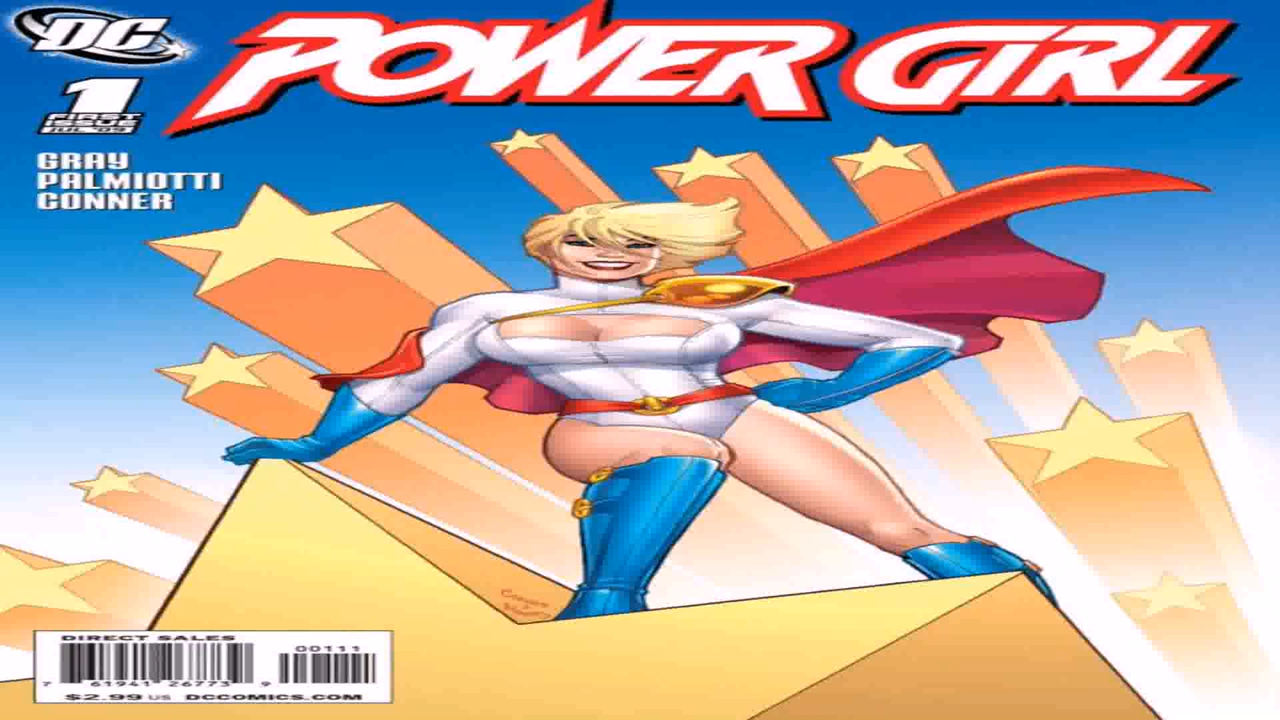 DC
POWER GIRL
1
FIRST
ISSUE
JUL '09
GRAY
PALMIOTTI
CONNER
DIRECT SALES
00111
7 61941 26773 9
$2.99 US DCCOMICS.COM